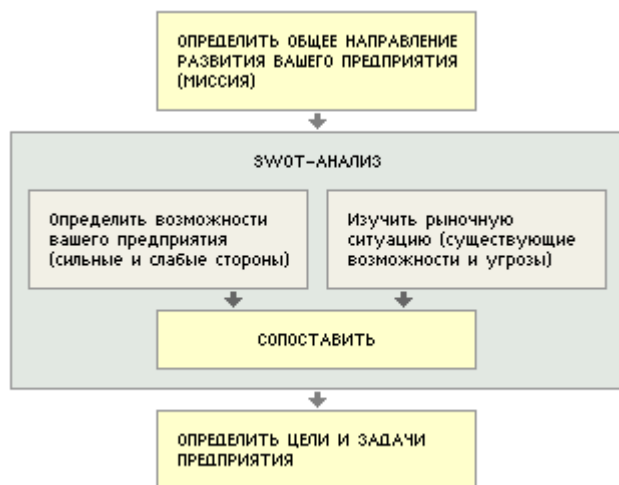 ОПРЕДЕЛИТЬ ОБЩЕЕ НАПРАВЛЕНИЕ
РАЗВИТИЯ ВАШЕГО ПРЕДПРИЯТИЯ
(МИССИЯ)
SWOT-АНАЛИЗ
Определить возможности
вашего предприятия
(сильные и слабые стороны)
Изучить рыночную
ситуацию (существующие
возможности и угрозы)
СОПОСТАВИТЬ
ОПРЕДЕЛИТЬ ЦЕЛИ И ЗАДАЧИ
ПРЕДПРИЯТИЯ